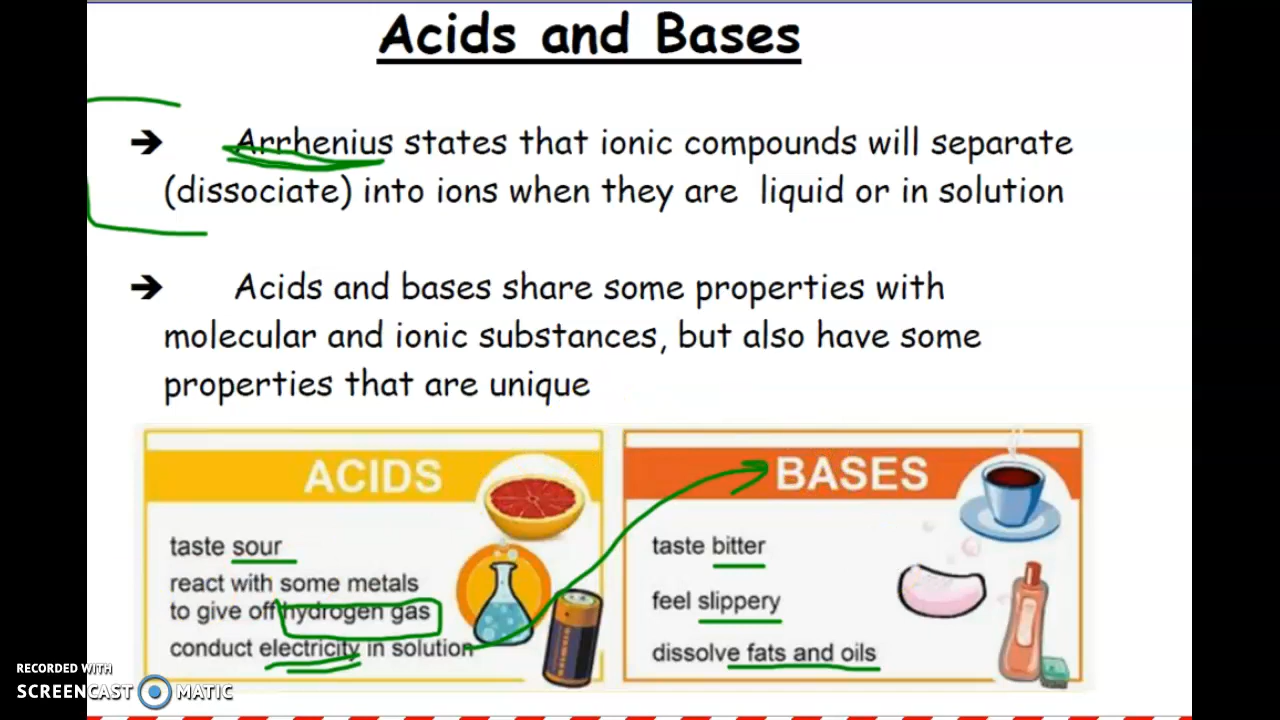 Acids and Bases
➔ Arrhenius states that ionic compounds will separate
(dissociate) into ions when they are liquid or in solution
➔ Acids and bases share some properties with
molecular and ionic substances, but also have some
properties that are unique
ACIDS
taste sour
react with some metals
to give off hydrogen gas
conduct electricity in solution
BASES
taste bitter
feel slippery
dissolve fats and oils
RECORDED WITH
SCREENCAST MATIC